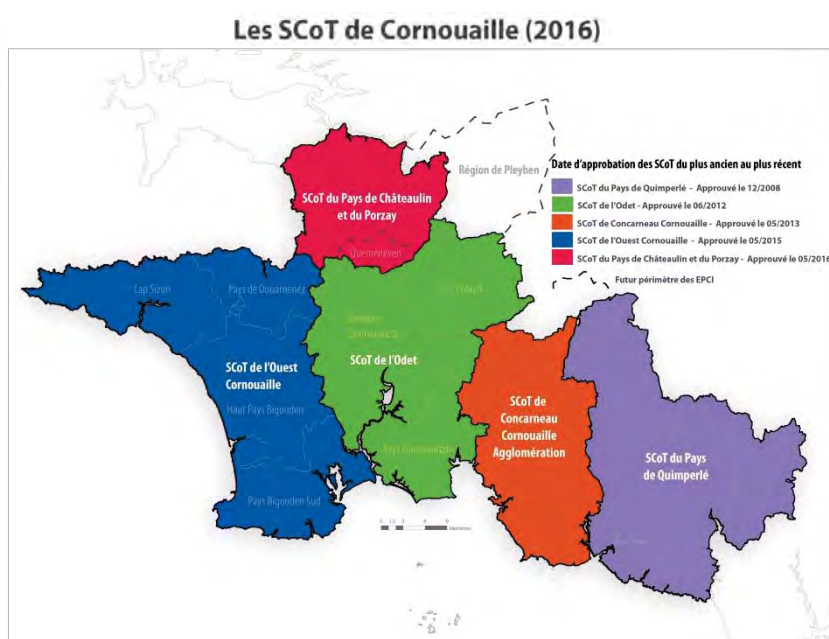 Les SCoT de Cornouaille (2016)
Date d'approbation des SCoT du plus ancien au plus récent
SCoT du Pays de Quimperlé - Approuvé le 12/2008
SCoT de l'Odet - Approuvé le 06/2012
SCoT de Concarneau Cornouaille - Approuvé le 05/2013
SCoT de l'Ouest Cornouaille - Approuvé le 05/2015
SCoT du Pays de Châteaulin et du Porzay - Approuvé le 05/2016
Futur périmètre des EPCI
Région de Pleyben
SCoT du Pays de Châteaulin
et du Porzay
Quéménéven
Cap Sizun
Pays de Douarnenez
SCoT de l'Odet
SCoT de l'Ouest
Cornouaille
Haut Pays Bigouden
Pays Bigouden Sud
SCoT de
Concarneau
Cornouaille
Agglomération
SCoT du Pays
de Quimperlé